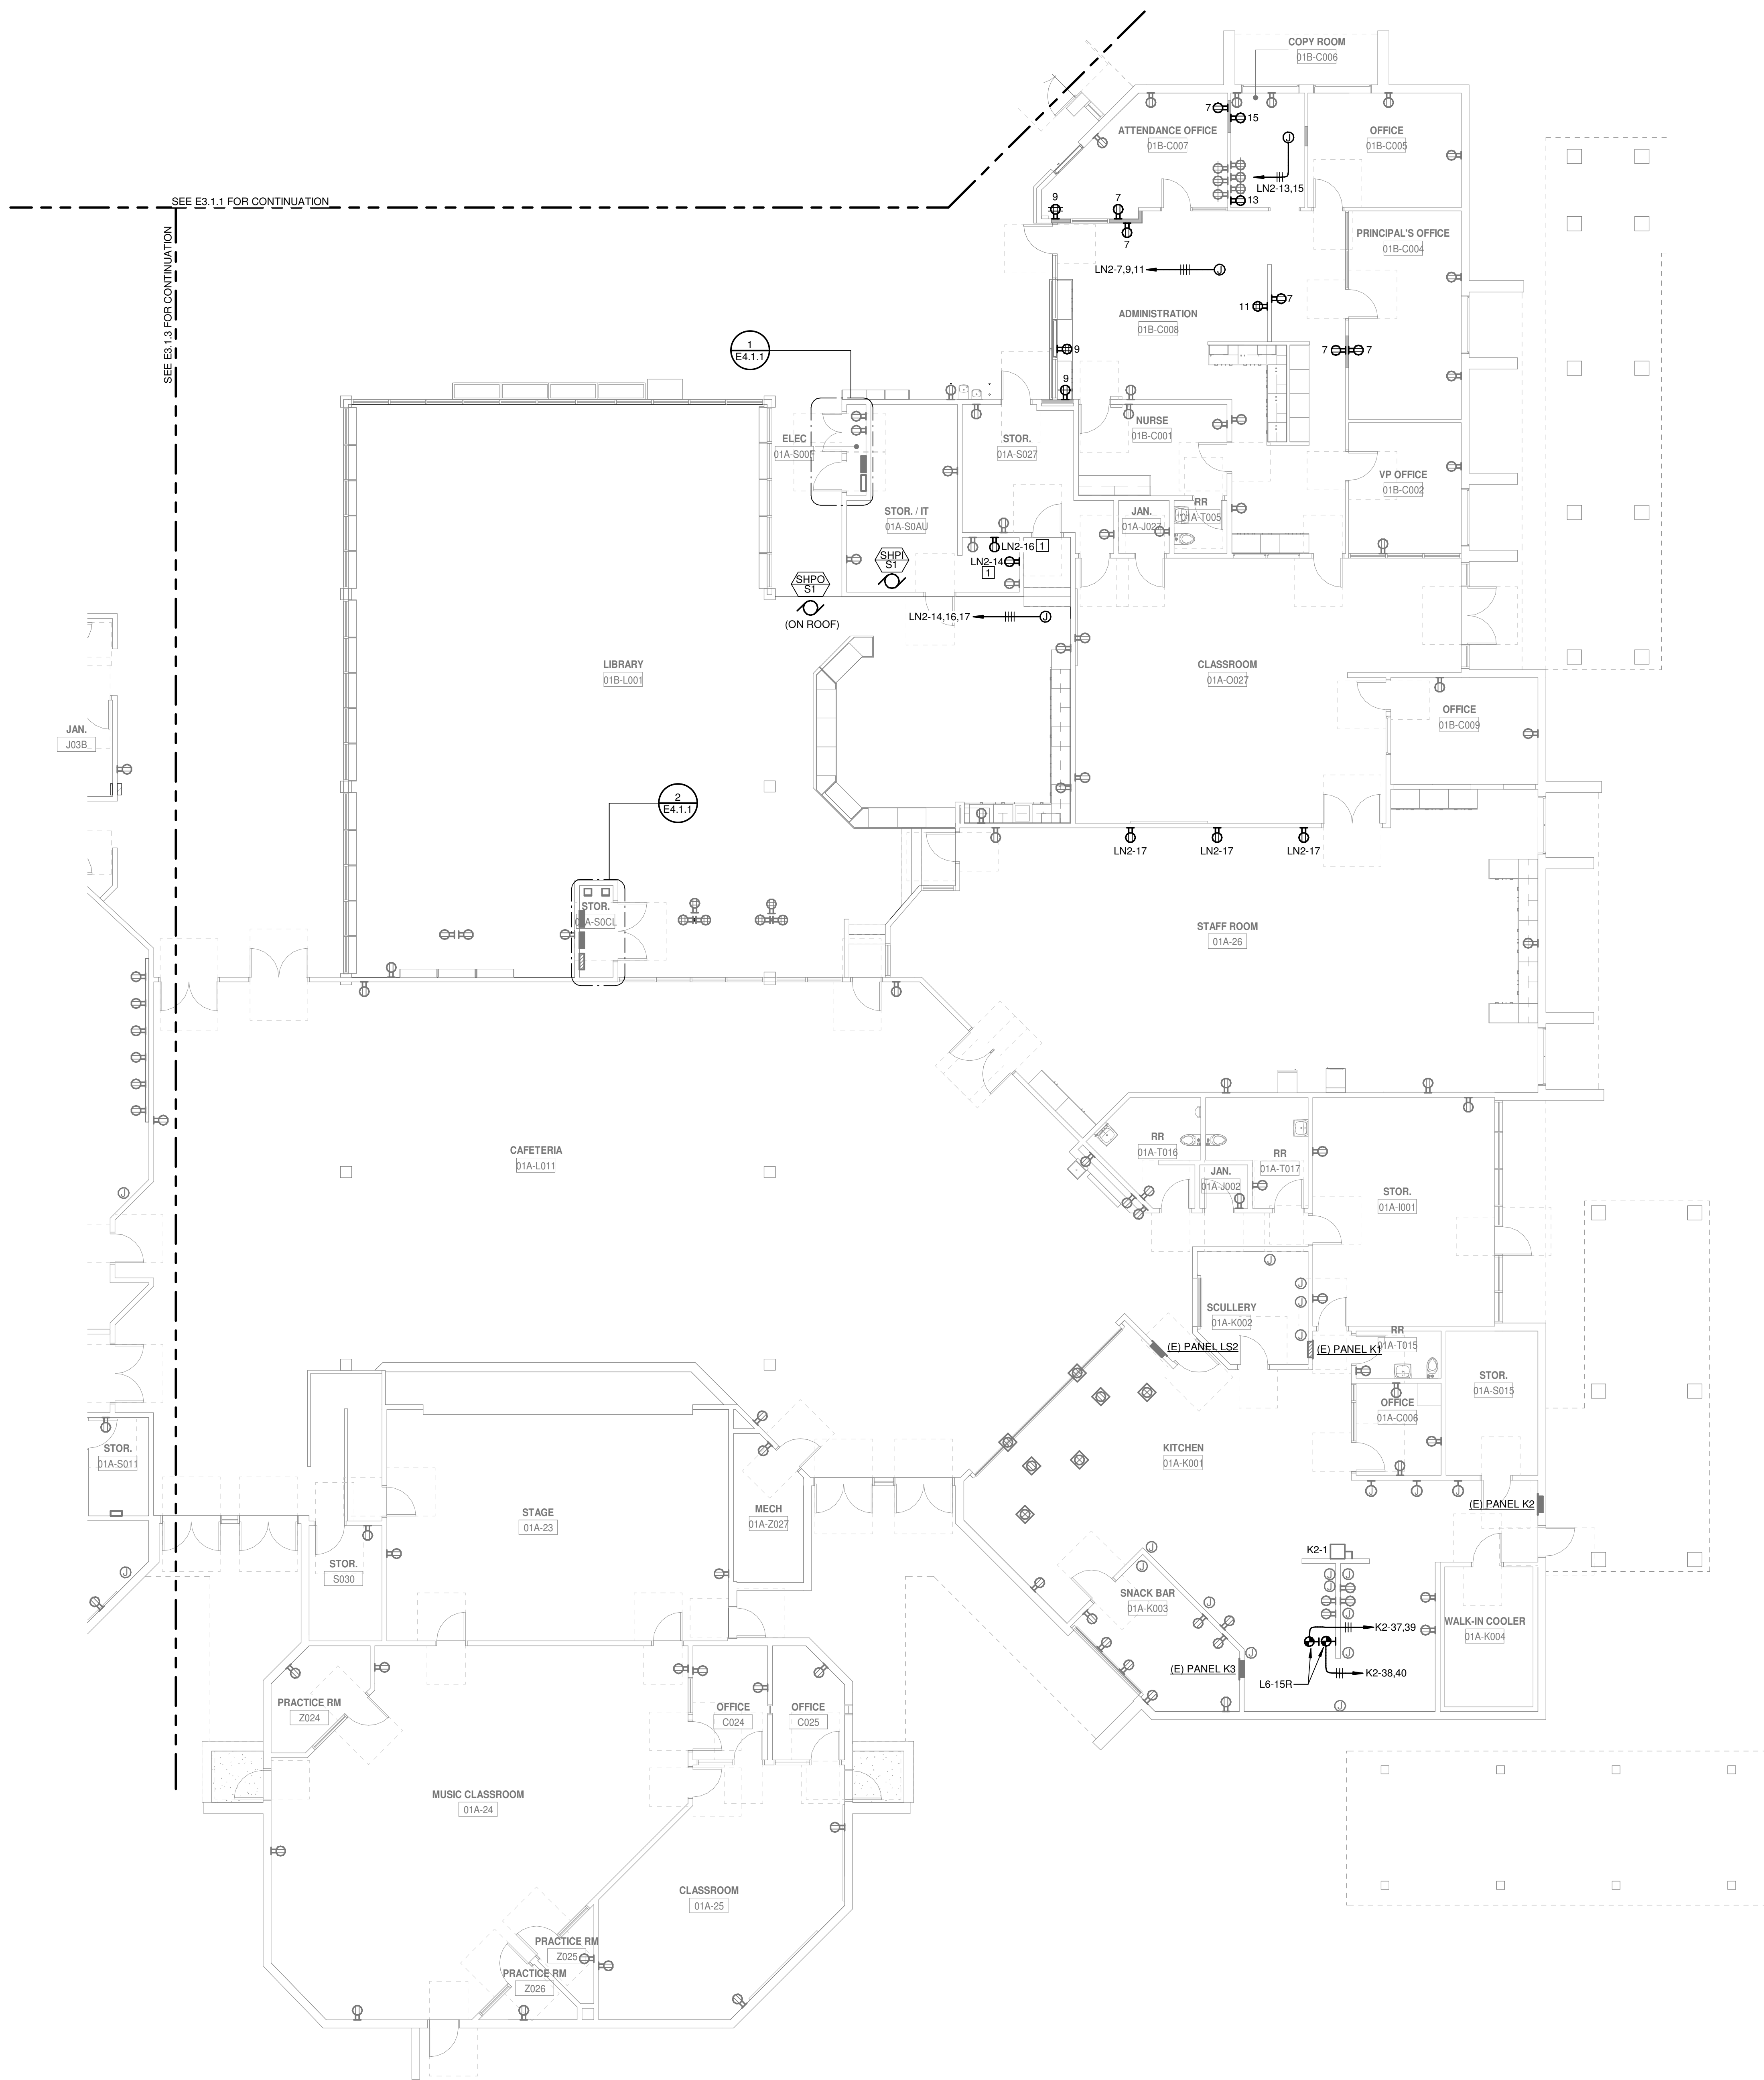 COPY ROOM
01B-C006
7
15
ATTENDANCE OFFICE
01B-C007
OFFICE
01B-C005
J
LN2-13,15
13
SEE E3.1.1 FOR CONTINUATION
9
7
7
SEE E3.1.3 FOR CONTINUATION
PRINCIPAL'S OFFICE
01B-C004
LN2-7,9,11
J
11
7
ADMINISTRATION
01B-C008
1
E4.1.1
9
7
7
9
NURSE
01B-C001
ELEC
01A-S00F
STOR.
01A-S027
VP OFFICE
01B-C002
STOR. / IT
01A-S0AU
JAN.
01A-J027
RR
01A-T005
LN2-16
1
LN2-14
1
SHPI
S1
SHPO
S1
(ON ROOF)
LN2-14,16,17
J
LIBRARY
01B-L001
CLASSROOM
01A-O027
OFFICE
01B-C009
JAN.
J03B
2
E4.1.1
LN2-17
LN2-17
LN2-17
STOR.
01A-S0CL
STAFF ROOM
01A-26
CAFETERIA
01A-L011
RR
01A-T016
RR
01A-T017
JAN.
01A-J002
STOR.
01A-I001
J
J
SCULLERY
01A-K002
J
J
J
(E) PANEL LS2
(E) PANEL K1
RR
01A-T015
STOR.
01A-S015
OFFICE
01A-C006
KITCHEN
01A-K001
STOR.
01A-S011
J
J
J
(E) PANEL K2
STAGE
01A-23
MECH
01A-Z027
STOR.
S030
J
K2-1
J
J
J
J
J
SNACK BAR
01A-K003
J
J
WALK-IN COOLER
01A-K004
K2-37,39
J
J
K2-38,40
(E) PANEL K3
L6-15R
J
PRACTICE RM
Z024
OFFICE
C024
OFFICE
C025
MUSIC CLASSROOM
01A-24
CLASSROOM
01A-25
PRACTICE RM
Z025
PRACTICE RM
Z026